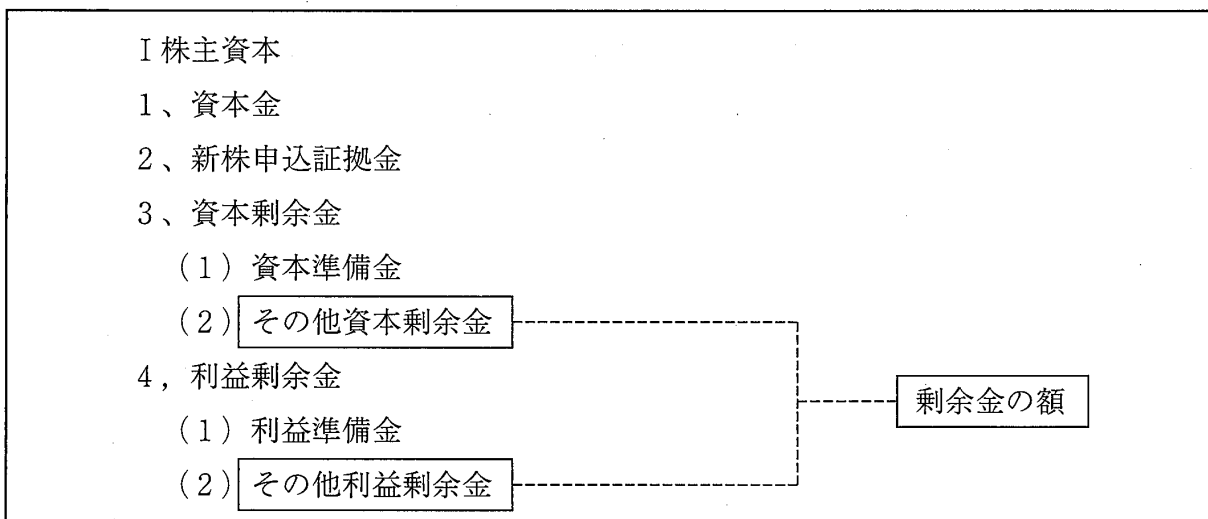 Ⅰ株主資本
1、資本金
2、新株申込証拠金
3、資本剰余金
(1)資本準備金
(2)その他資本剰余金
4,利益剰余金
剰余金の額
(1)利益準備金
(2)その他利益剰余金